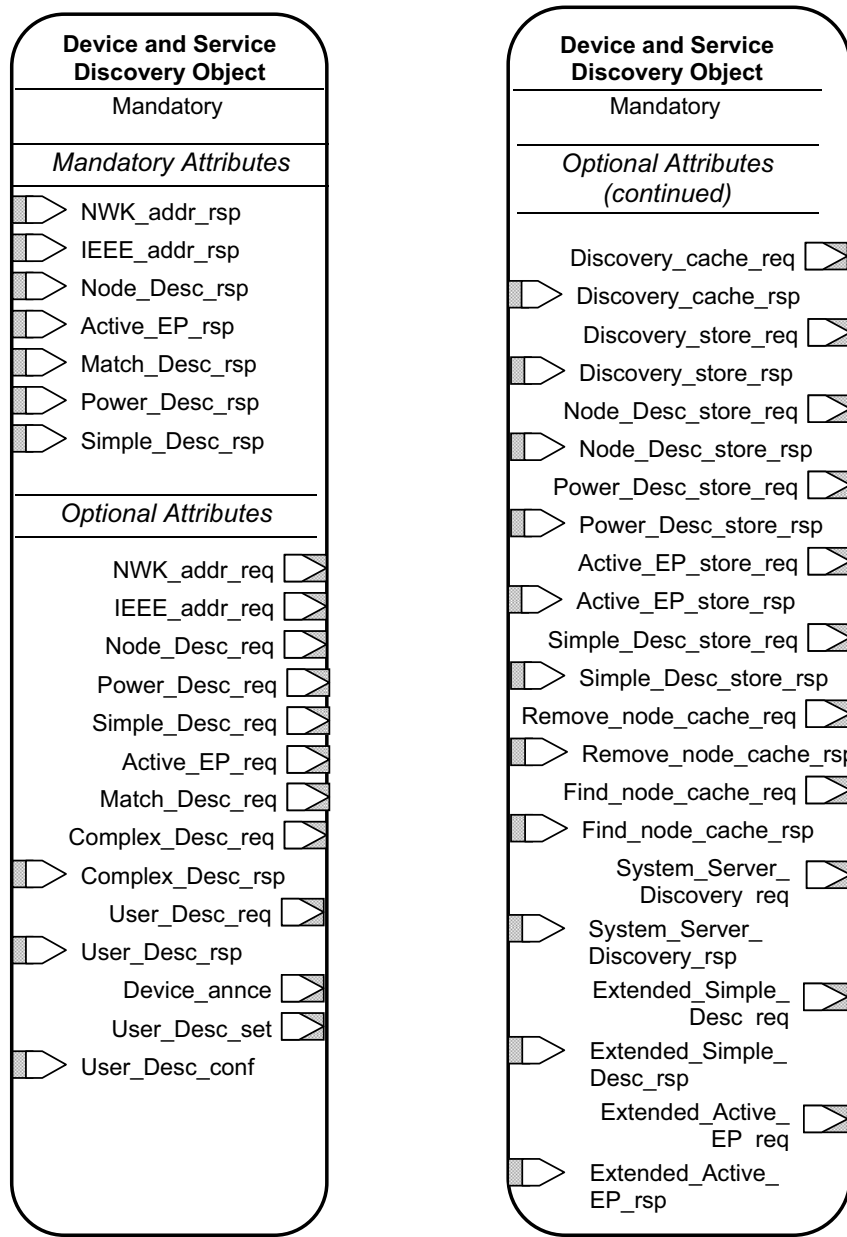 Device and Service
Discovery Object
Mandatory
Mandatory Attributes
NWK_addr_rsp
IEEE_addr_rsp
Node_Desc_rsp
Active_EP_rsp
Match_Desc_rsp
Power_Desc_rsp
Simple_Desc_rsp
Optional Attributes
NWK_addr_req
IEEE_addr_req
Node_Desc_req
Power_Desc_req
Simple_Desc_req
Active_EP_req
Match_Desc_req
Complex_Desc_req
Complex_Desc_rsp
User_Desc_req
User_Desc_rsp
Device_annce
User_Desc_set
User_Desc_conf
Device and Service
Discovery Object
Mandatory
Optional Attributes
(continued)
Discovery_cache_req
Discovery_cache_rsp
Discovery_store_req
Discovery_store_rsp
Node_Desc_store_req
Node_Desc_store_rsp
Power_Desc_store_req
Power_Desc_store_rsp
Active_EP_store_req
Active_EP_store_rsp
Simple_Desc_store_req
Simple_Desc_store_rsp
Remove_node_cache_req
Remove_node_cache_rsp
Find_node_cache_req
Find_node_cache_rsp
System_Server_
Discovery req
System_Server_
Discovery_rsp
Extended_Simple_
Desc req
Extended_Simple_
Desc_rsp
Extended_Active_
EP req
Extended_Active_
EP_rsp